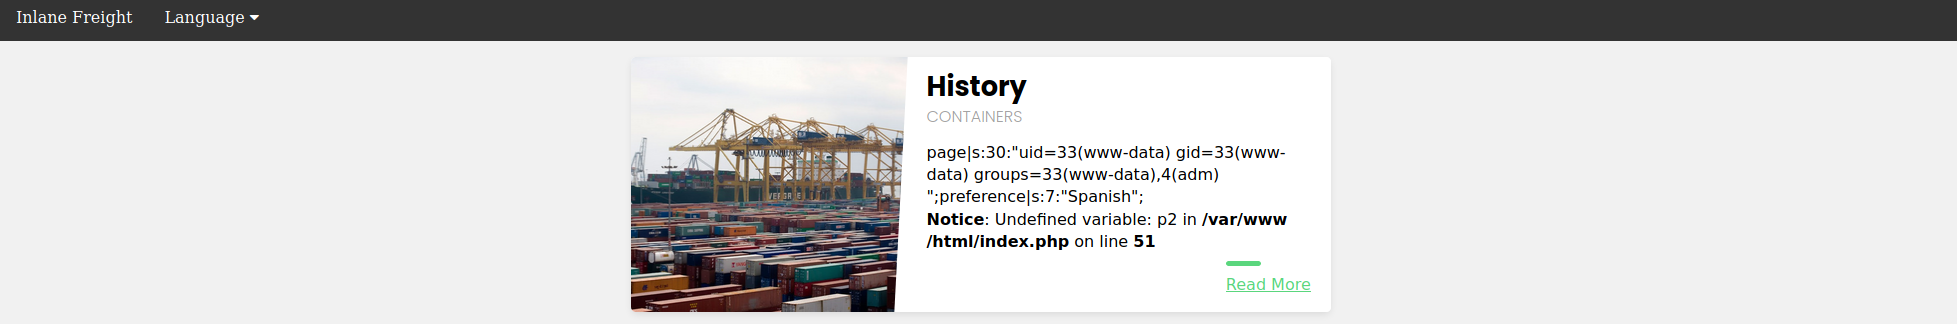 Inlane Freight Language
History
CONTAINERS
page|s:30:"uid=33(www-data) gid=33(www-
data) groups=33(www-data),4(adm)
";preference|s:7:"Spanish";
Notice: Undefined variable: p2 in /var/www
/html/index.php on line 51
Read More